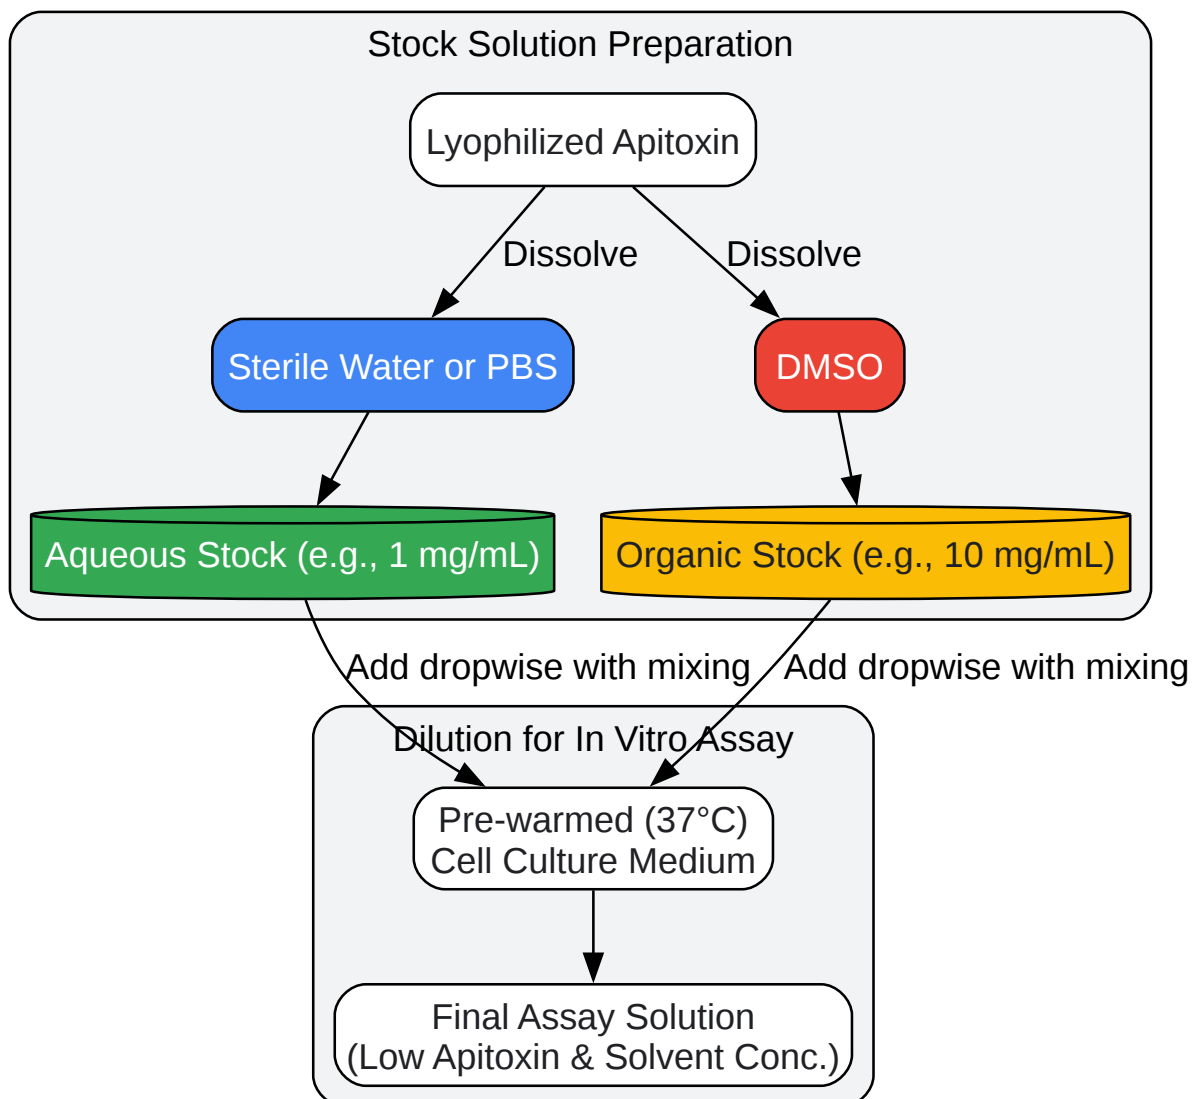 Stock Solution Preparation
Lyophilized Apitoxin
Dissolve
Dissolve
Sterile Water or PBS
DMSO
Aqueous Stock (e.g., 1 mg/mL)
Organic Stock (e.g., 10 mg/mL)
Add dropwise with mixing
Add dropwise with mixing
Dilution for In Vitro Assay
Pre-warmed (37°C)
Cell Culture Medium
Final Assay Solution
(Low Apitoxin & Solvent Conc.)